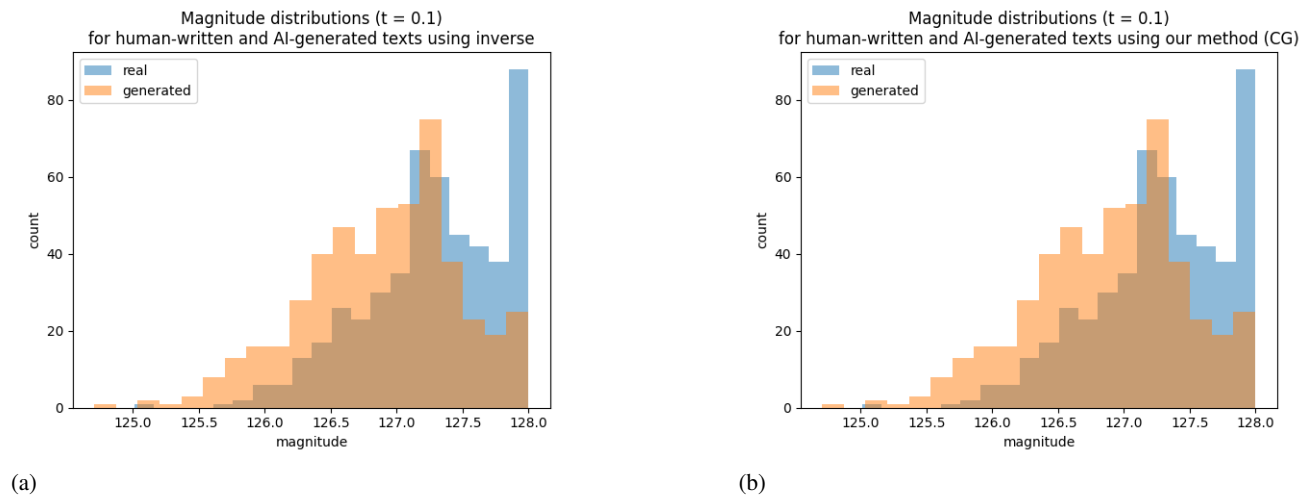 Magnitude distributions (t = 0.1)
for human-written and AI-generated texts using inverse
real
generated
80
60
40
20
0
count
125.0 125.5 126.0 126.5 127.0 127.5 128.0
magnitude
(a)
Magnitude distributions (t = 0.1)
for human-written and AI-generated texts using our method (CG)
real
generated
80
60
40
20
0
count
125.0 125.5 126.0 126.5 127.0 127.5 128.0
magnitude
(b)